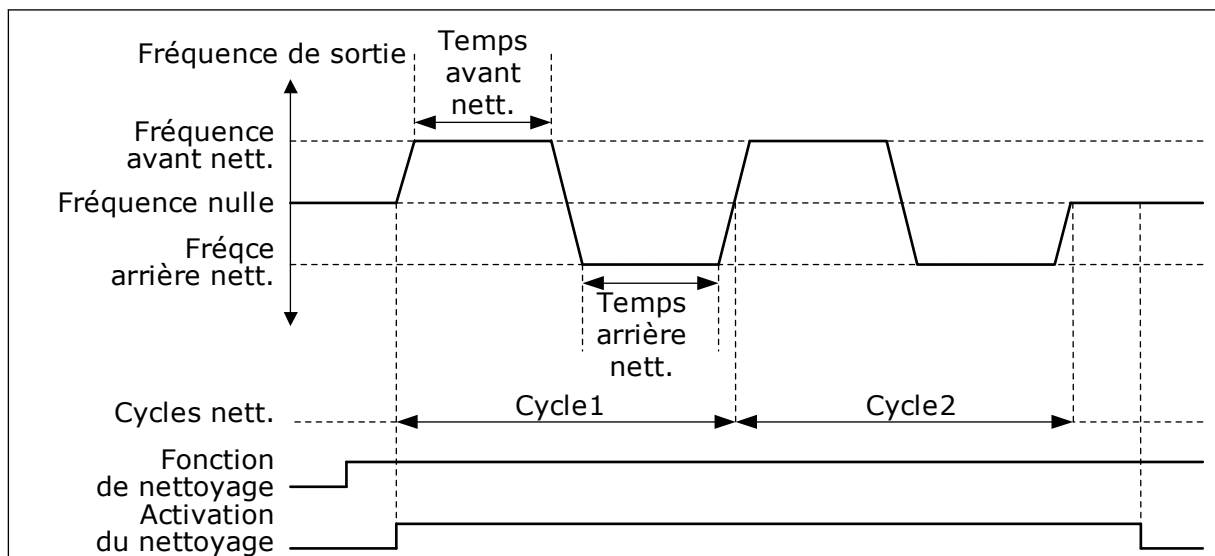 Temps
avant
nett.
Fréquence de sortie
Fréquence
avant nett.
Fréquence nulle
Fréqce
arrière nett.
Temps
arrière
nett.
Cycles nett.
Cycle1
Cycle2
Fonction
de nettoyage
Activation
du nettoyage